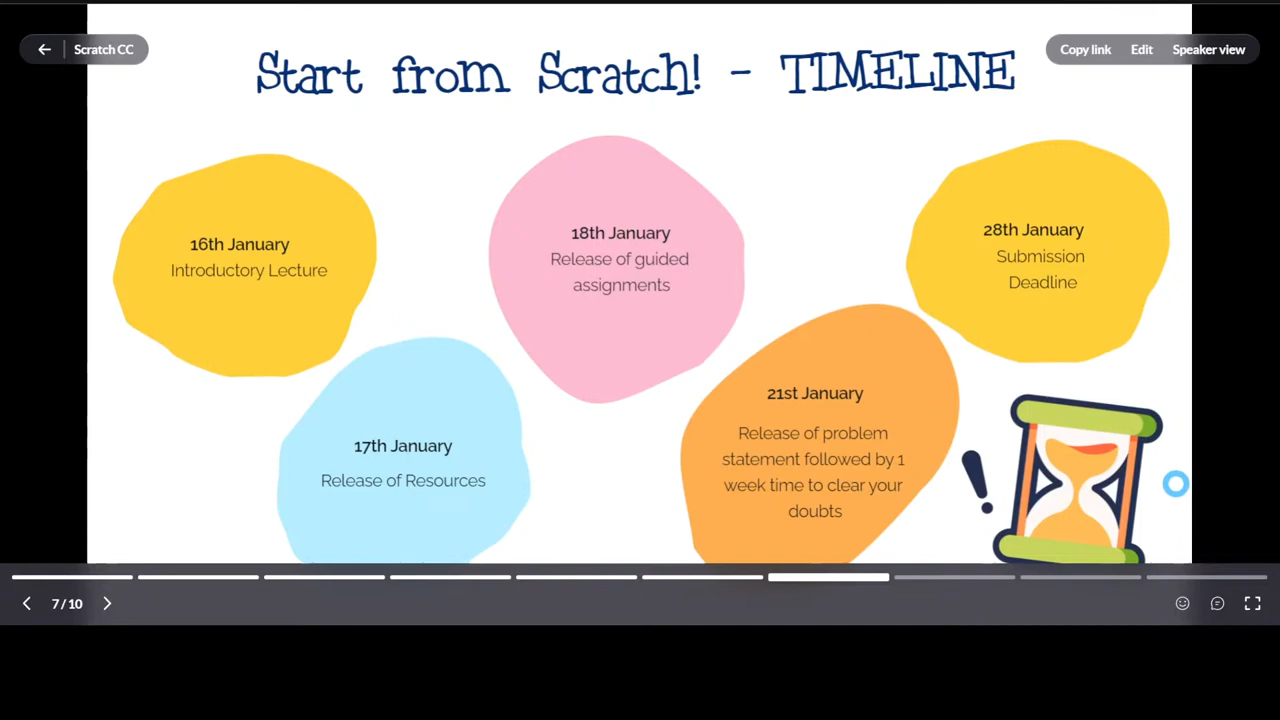 Scratch CC
Copy link
Edit
Speaker view
Start from Scratch! - TIMELINE
16th January
Introductory Lecture
17th January
Release of Resources
18th January
Release of guided
assignments
21st January
Release of problem
statement followed by 1
week time to clear your
doubts
28th January
Submission
Deadline
7 / 10